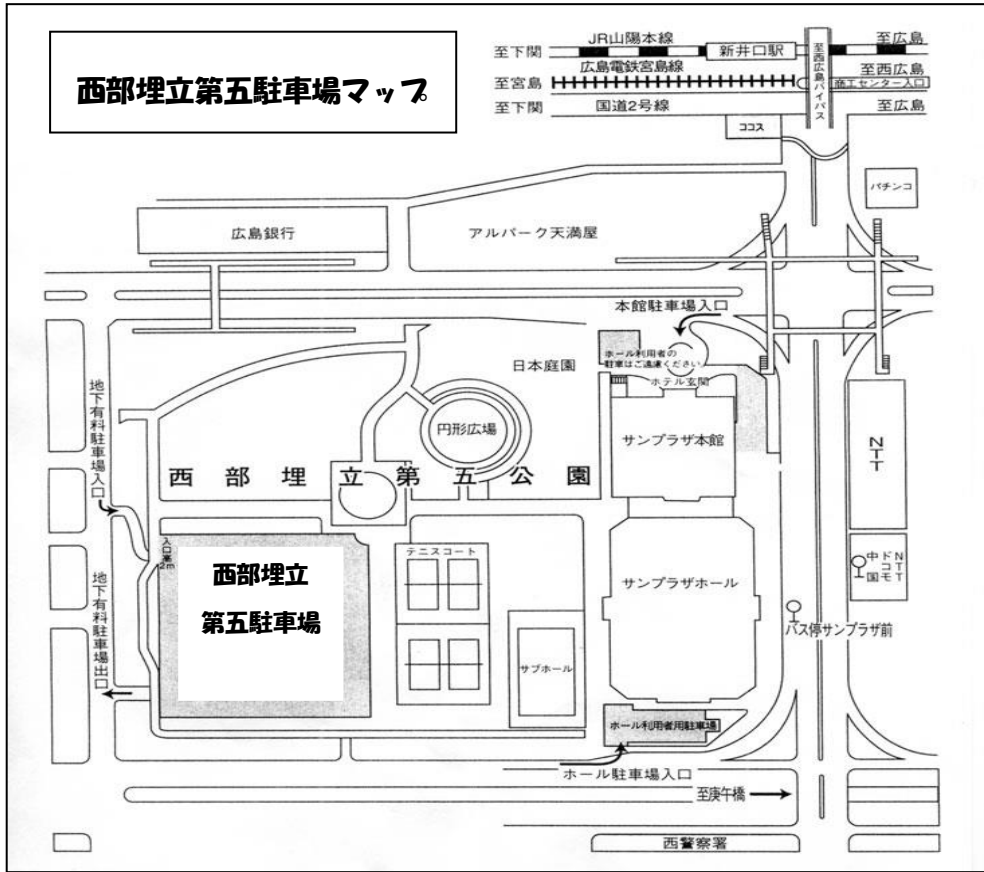 西部埋立第五駐車場マップ
JR山陽本線
至下関
新井口駅
至広島
至西広島バイパス
広島電鉄宮島線
至宮島
至西広島
商工センター入口
至下関
国道2号線
至広島
ココス
パチンコ
広島銀行
アルパーク天満屋
本館駐車場入口
ホール利用者の
駐車はご遠慮ください
ホテル玄関
日本庭園
円形広場
サンプラザ本館
NTT
地下有料駐車場入口
西部埋立第五公園
入口高2m
西部埋立
第五駐車場
テニスコート
サンプラザホール
NTT
ドコモ
中国
地下有料駐車場出口
バス停サンプラザ前
サブホール
ホール利用者用駐車場
ホール駐車場入口
至庚午橋
西警察署